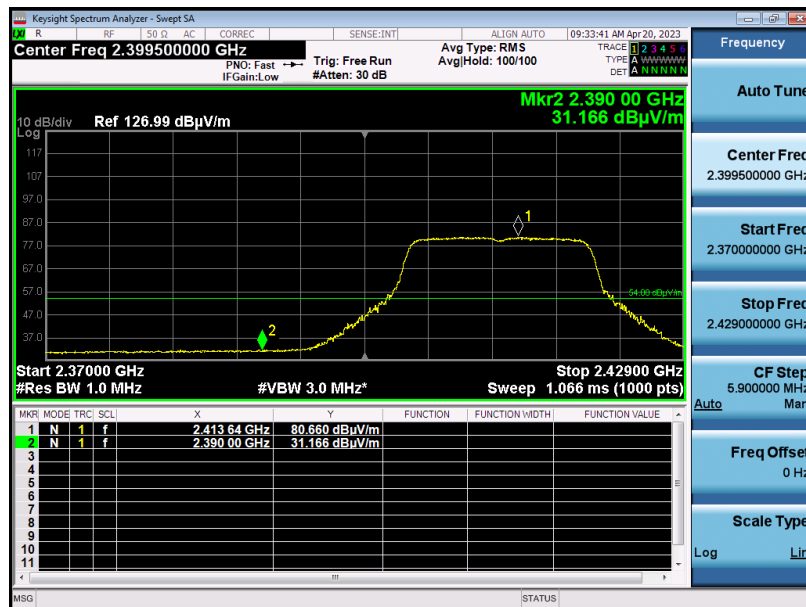 Keysight Spectrum Analyzer - Swept SA
LXI R RF 50 Ω AC CORREC SENSE:INT ALIGN AUTO 09:33:41 AM Apr 20, 2023
Center Freq 2.399500000 GHz
PNO: Fast
IFGain:Low
Trig: Free Run
#Atten: 30 dB
Avg Type: RMS
Avg|Hold: 100/100
TRACE 1 2 3 4 5 6
TYPE A W W W W W
DET A N N N N N
Mkr2 2.390 00 GHz
31.166 dBµV/m
10 dB/div Ref 126.99 dBµV/m
Log
117
107
97.0
87.0
77.0
67.0
57.0
47.0
37.0
1
2
54.00 dBµV/m
Start 2.37000 GHz Stop 2.42900 GHz
#Res BW 1.0 MHz #VBW 3.0 MHz* Sweep 1.066 ms (1000 pts)
MKR MODE TRC SCL X Y FUNCTION FUNCTION WIDTH FUNCTION VALUE
1 N 1 f 2.413 64 GHz 80.660 dBµV/m
2 N 1 f 2.390 00 GHz 31.166 dBµV/m
3
4
5
6
7
8
9
10
11
MSG STATUS
Frequency
Auto Tune
Center Freq
2.399500000 GHz
Start Freq
2.370000000 GHz
Stop Freq
2.429000000 GHz
CF Step
5.900000 MHz
Auto Man
Freq Offset
0 Hz
Scale Type
Log Lin